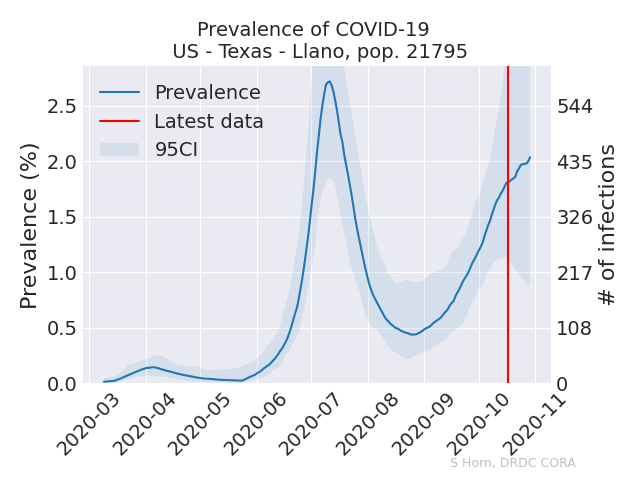 Prevalence of COVID-19
US - Texas - Llano, pop. 21795
Prevalence
Latest data
95CI
Prevalence (%)
2.5
2.0
1.5
1.0
0.5
0.0
544
435
326
217
108
0
# of infections
2020-03
2020-04
2020-05
2020-06
2020-07
2020-08
2020-09
2020-10
2020-11
S Horn, DRDC CORA